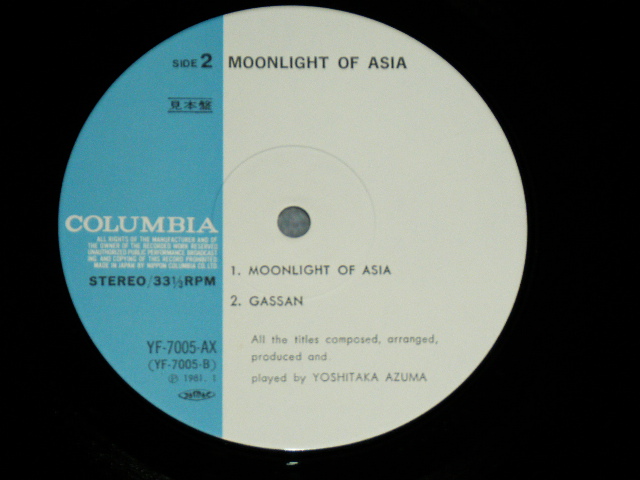 SIDE 2 MOONLIGHT OF ASIA
見本盤
COLUMBIA
ALL RIGHTS OF THE MANUFACTURER AND OF
THE OWNER OF THE RECORDED WORK RESERVED
UNAUTHORIZED PUBLIC PERFORMANCE BROADCAST
ING AND COPYING OF THIS RECORD PROHIBITED
MADE IN JAPAN BY NIPPON COLUMBIA CO. LTD.
STEREO/33⅓RPM
1. MOONLIGHT OF ASIA
2. GASSAN
All the titles composed, arranged,
produced and
played by YOSHITAKA AZUMA
YF-7005-AX
(YF-7005-B)
Ⓟ 1981. 1